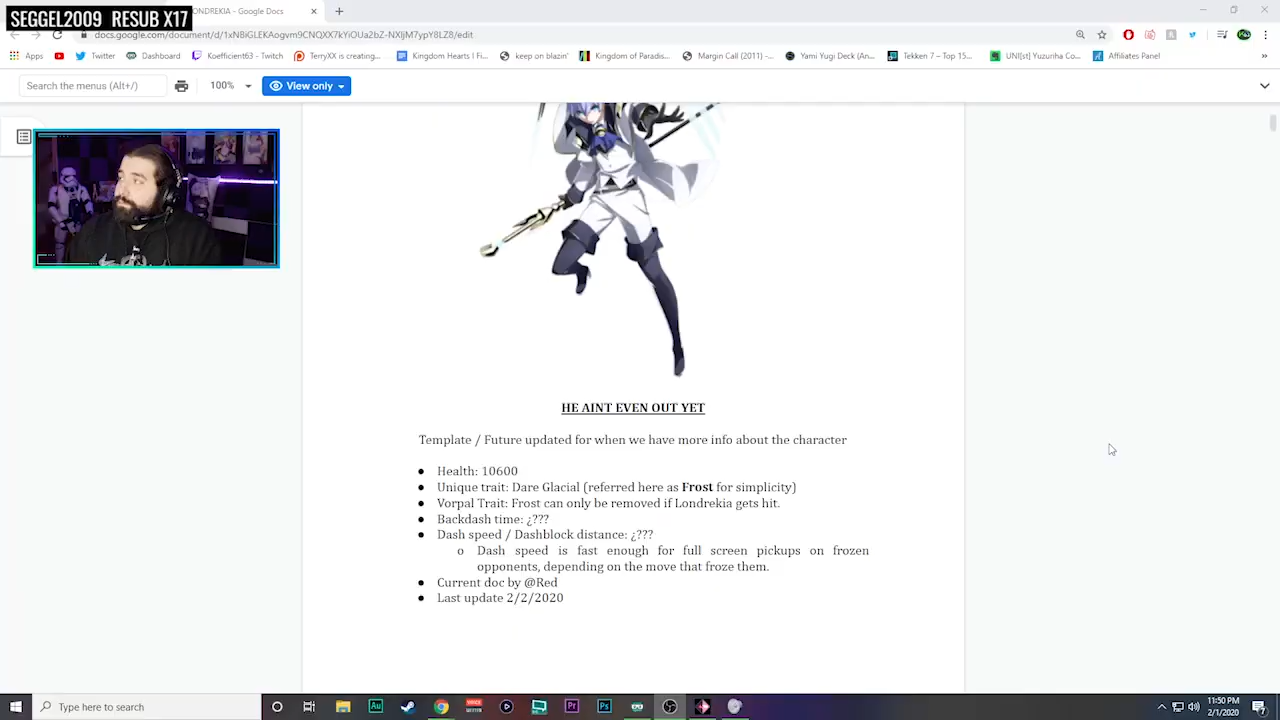 SEGGEL2009 RESUB X17
ONDREKIA - Google Docs
docs.google.com/document/d/1xNBiGLEKAogvm9CNQXX7kYiOUa2bZ-NXIjM7ypY8LZ8/edit
Apps Twitter Dashboard Koefficient63 - Twitch TerryXX is creating... Kingdom Hearts I Fi... keep on blazin' Kingdom of Paradis... Margin Call (2011) -... Yami Yugi Deck (An... Tekken 7 – Top 15... UNI[st] Yuzuriha Co... Affiliates Panel »
Search the menus (Alt+/) 100% View only
HE AINT EVEN OUT YET
Template / Future updated for when we have more info about the character
● Health: 10600
● Unique trait: Dare Glacial (referred here as Frost for simplicity)
● Vorpal Trait: Frost can only be removed if Londrekia gets hit.
● Backdash time: ¿???
● Dash speed / Dashblock distance: ¿???
o Dash speed is fast enough for full screen pickups on frozen
opponents, depending on the move that froze them.
● Current doc by @Red
● Last update 2/2/2020
Type here to search
11:50 PM
2/1/2020